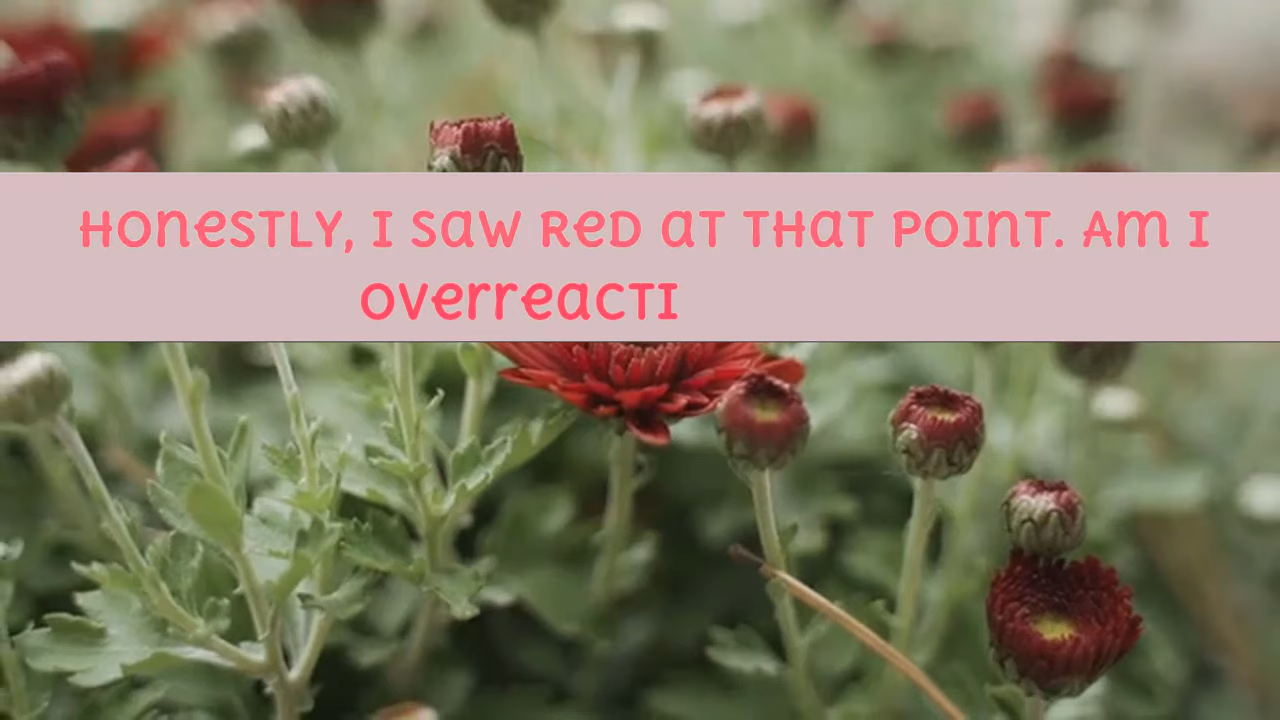 Honestly, I saw red at that point. Am I
overreacti